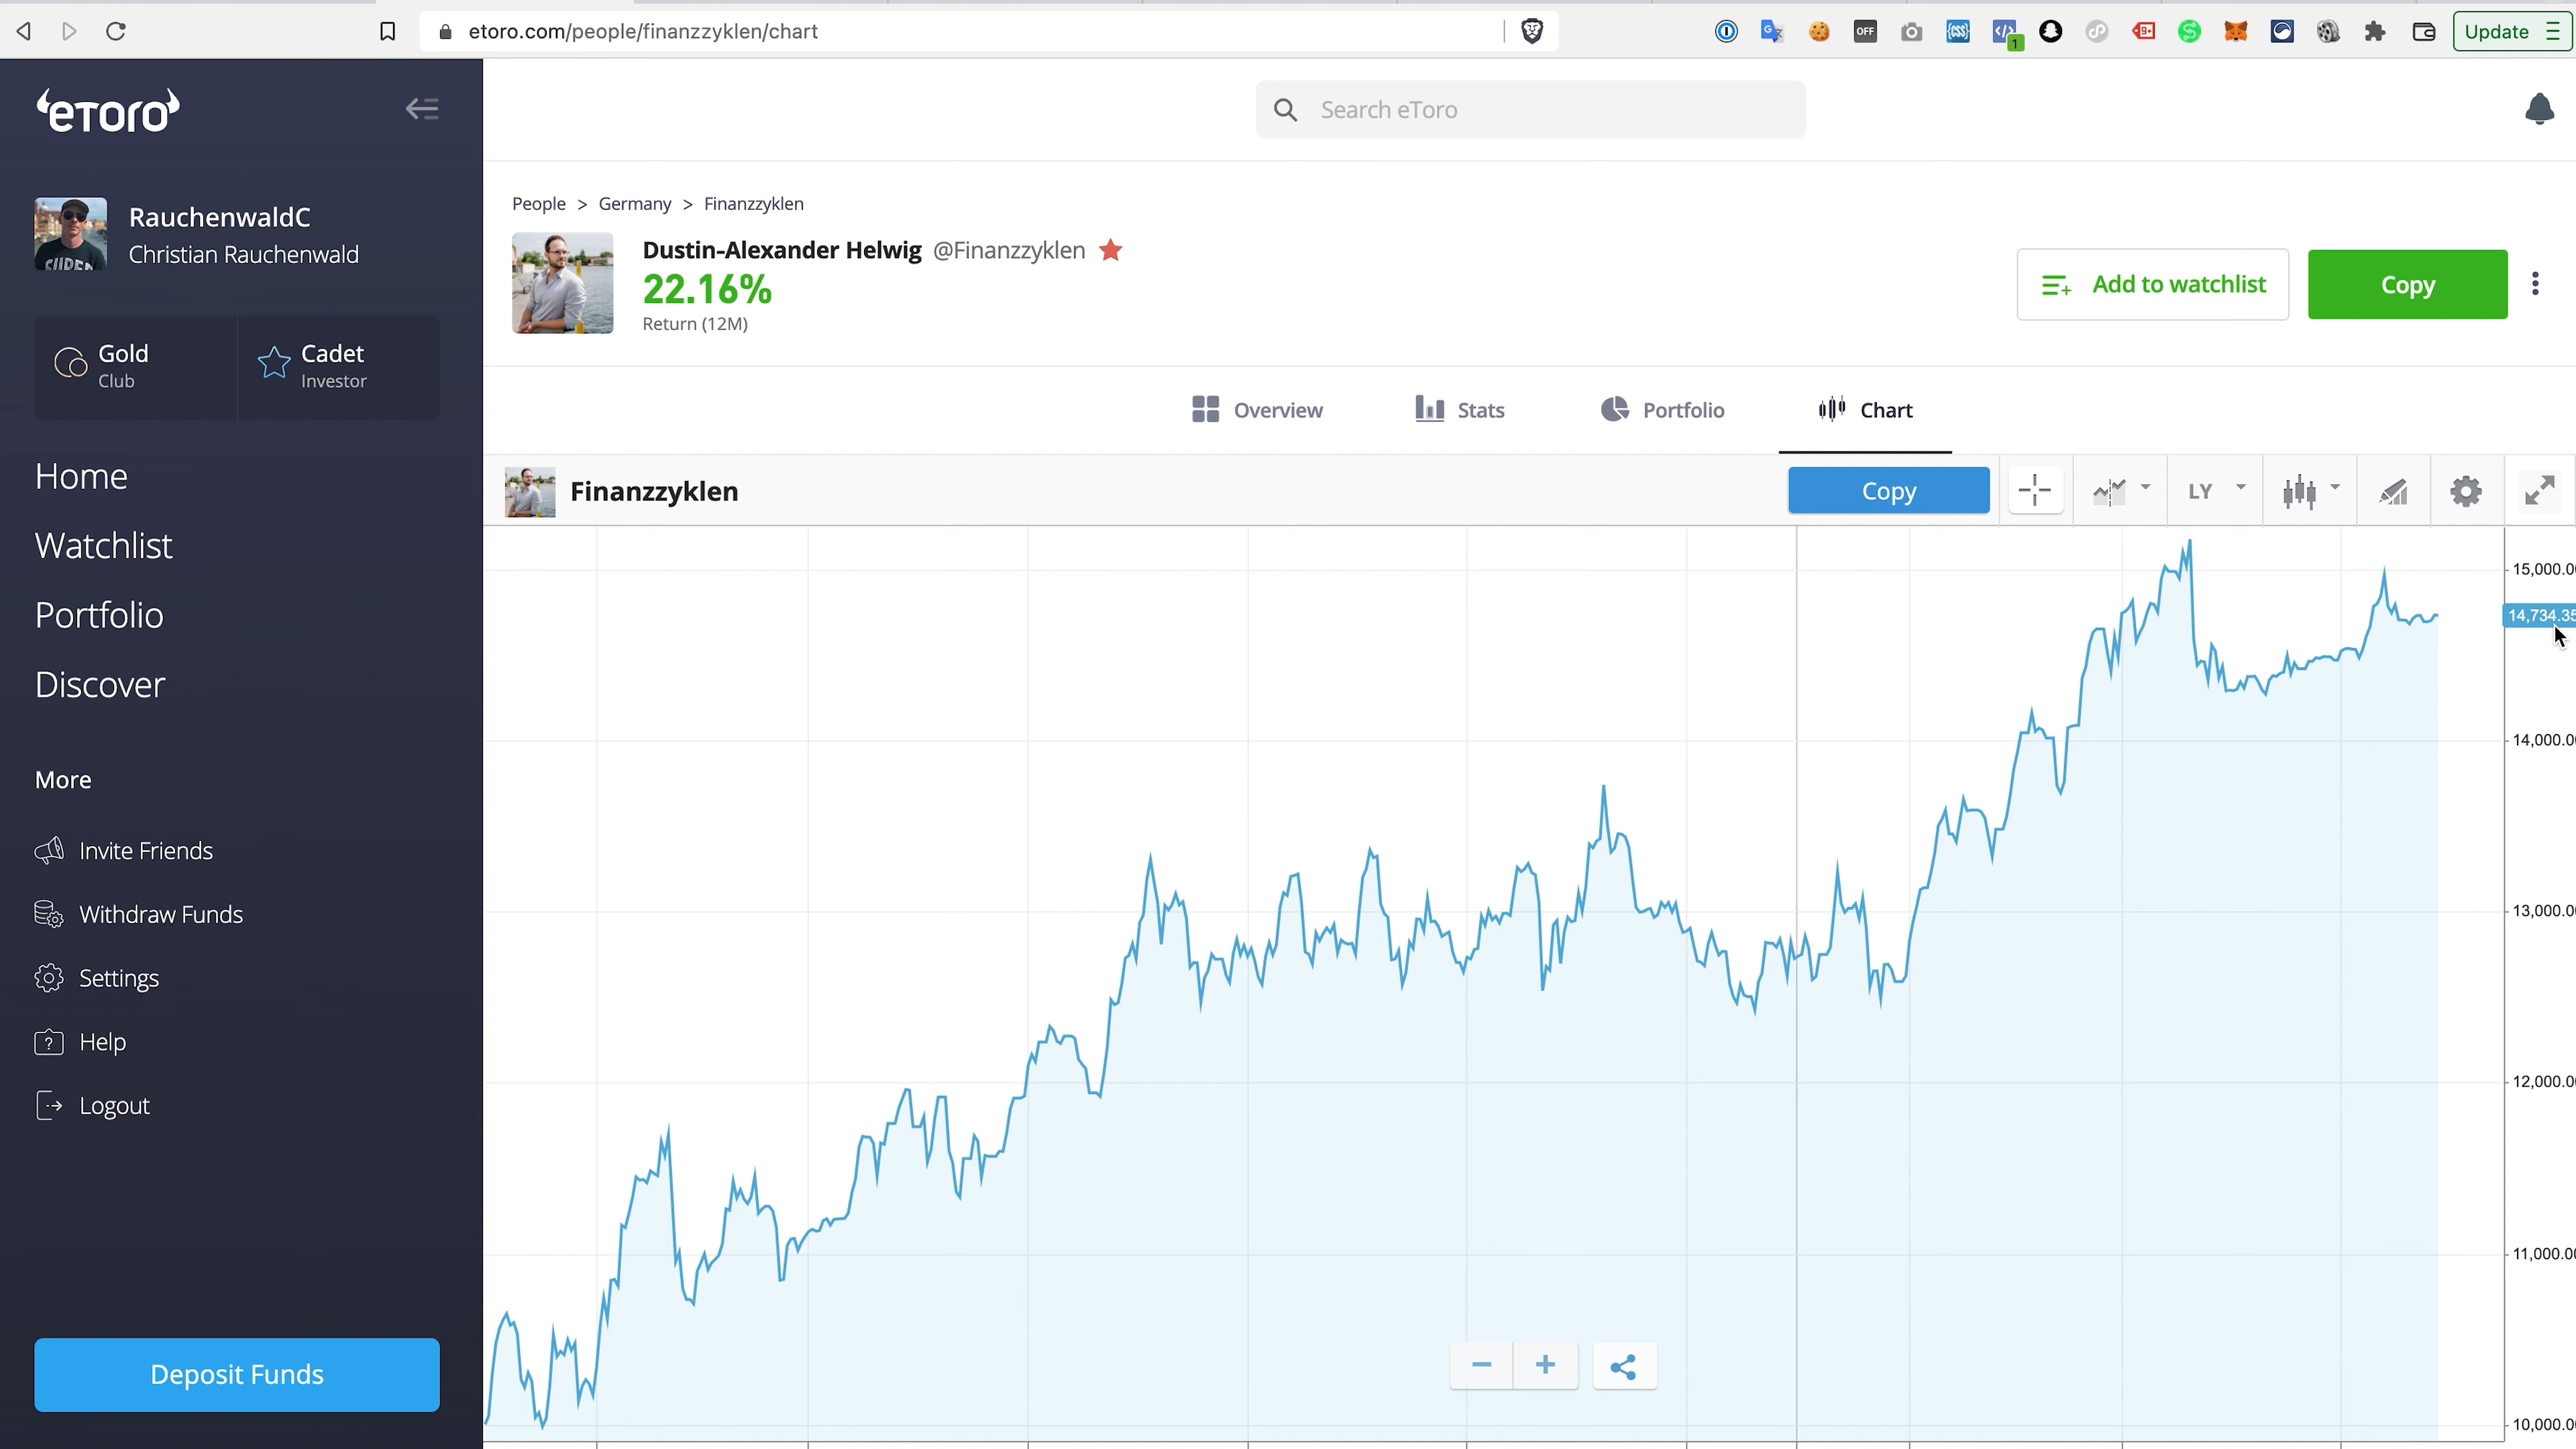 etoro.com/people/finanzzyklen/chart
OFF
1
Update
eToro
Search eToro
RauchenwaldC
Christian Rauchenwald
Gold
Club
Cadet
Investor
Home
Watchlist
Portfolio
Discover
More
Invite Friends
Withdraw Funds
Settings
Help
Logout
Deposit Funds
People > Germany > Finanzzyklen
Dustin-Alexander Helwig @Finanzzyklen
22.16%
Return (12M)
Add to watchlist
Copy
Overview
Stats
Portfolio
Chart
Finanzzyklen
Copy
LY
15,000.0
14,734.35
14,000.0
13,000.0
12,000.0
11,000.0
10,000.0